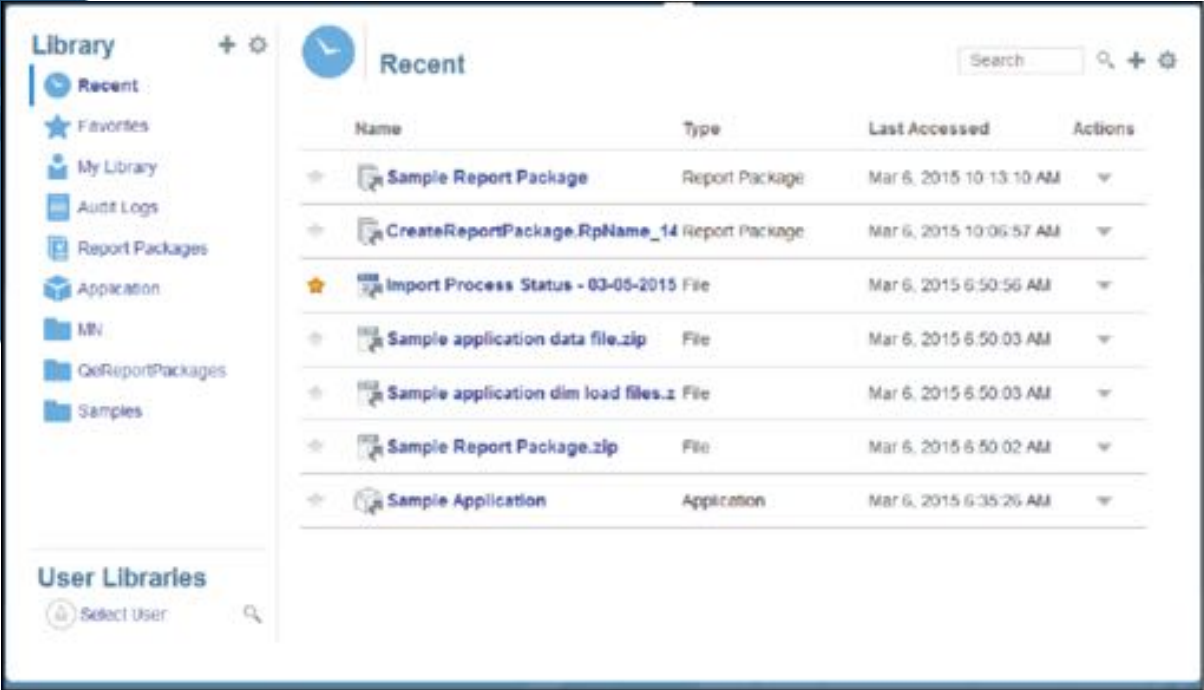 Library
Recent
Favorites
My Library
Audit Logs
Report Packages
Application
MN
QeReportPackages
Samples
User Libraries
Select User
Recent
Search
Name Type Last Accessed Actions
Sample Report Package Report Package Mar 6, 2015 10:13:10 AM
CreateReportPackage.RpName_14 Report Package Mar 6, 2015 10:06:57 AM
Import Process Status - 03-05-2015 File Mar 6, 2015 6:50:56 AM
Sample application data file.zip File Mar 6, 2015 6:50:03 AM
Sample application dim load files.z File Mar 6, 2015 6:50:03 AM
Sample Report Package.zip File Mar 6, 2015 6:50:02 AM
Sample Application Application Mar 6, 2015 6:35:26 AM